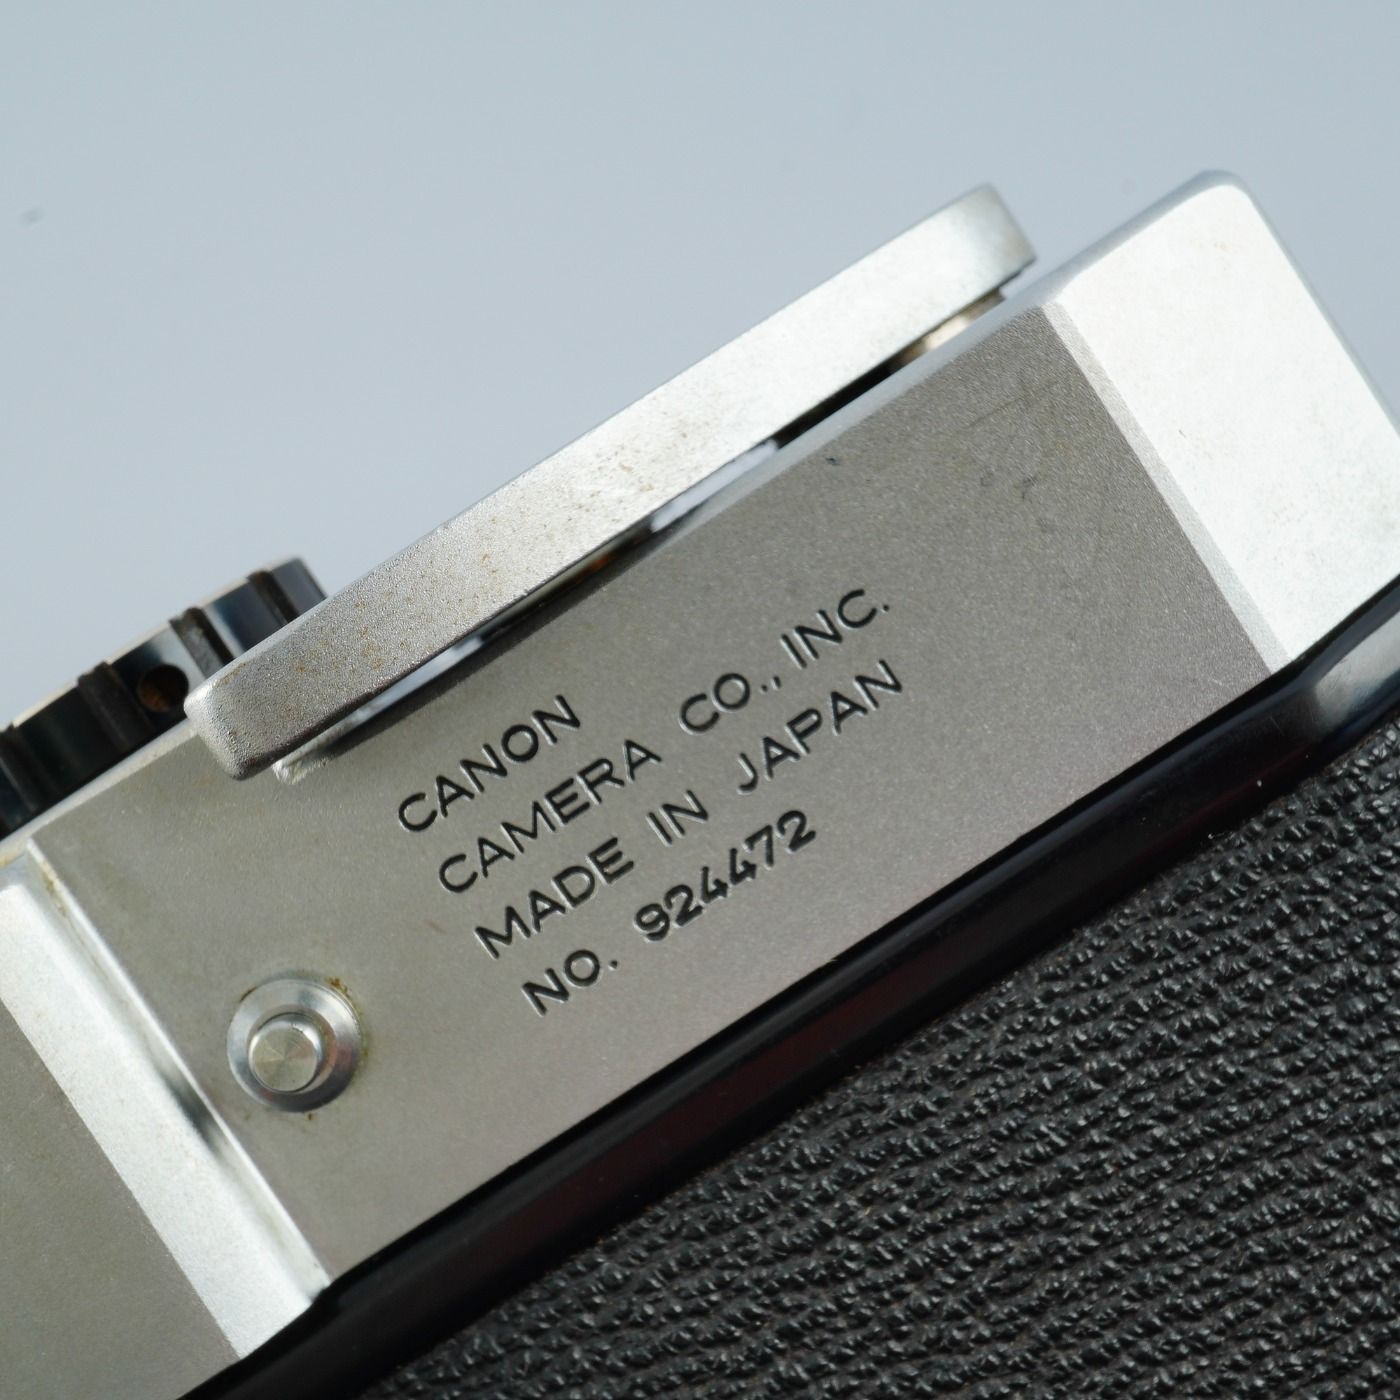 CANON
CAMERA CO., INC.
MADE IN JAPAN
NO. 924472